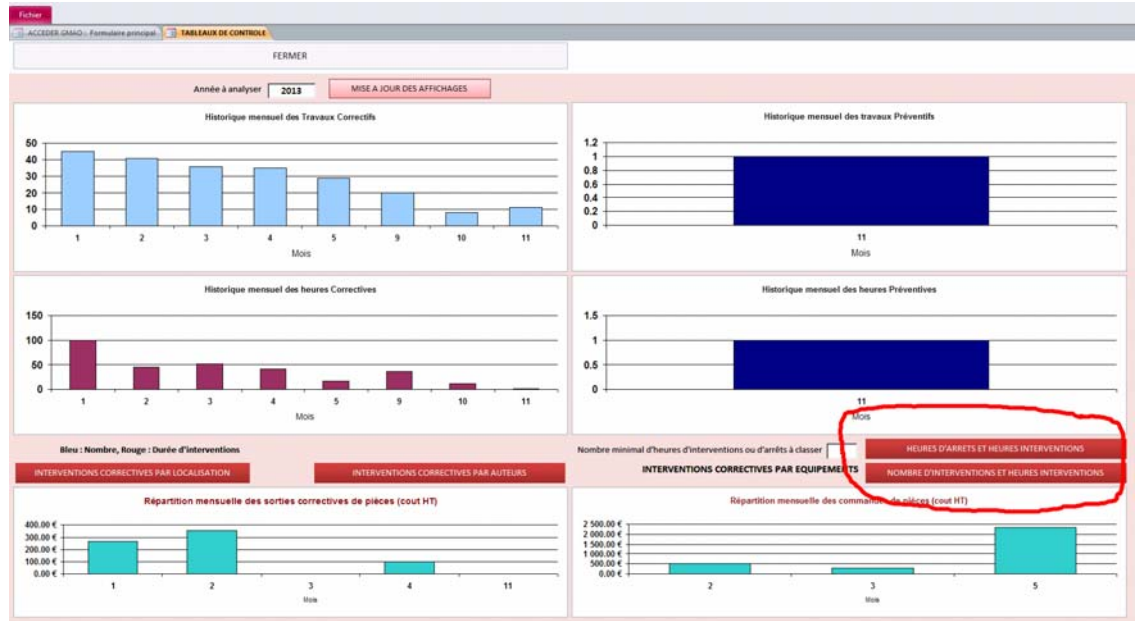 Fichier
ACCEDER GMAO : Formulaire principal
TABLEAUX DE CONTROLE
FERMER
Année à analyser 2013 MISE A JOUR DES AFFICHAGES
Historique mensuel des Travaux Correctifs
50
40
30
20
10
0
1 2 3 4 5 9 10 11
Mois
Historique mensuel des travaux Préventifs
1.2
1
0.8
0.6
0.4
0.2
0
11
Mois
Historique mensuel des heures Correctives
150
100
50
0
1 2 3 4 5 9 10 11
Mois
Historique mensuel des heures Préventives
1.5
1
0.5
0
11
Mois
Bleu : Nombre, Rouge : Durée d'interventions
INTERVENTIONS CORRECTIVES PAR LOCALISATION
INTERVENTIONS CORRECTIVES PAR AUTEURS
Nombre minimal d'heures d'interventions ou d'arrêts à classer
HEURES D'ARRETS ET HEURES INTERVENTIONS
INTERVENTIONS CORRECTIVES PAR EQUIPEMENTS
NOMBRE D'INTERVENTIONS ET HEURES INTERVENTIONS
Répartition mensuelle des sorties correctives de pièces (cout HT)
400.00 €
300.00 €
200.00 €
100.00 €
0.00 €
1 2 3 4 11
Mois
Répartition mensuelle des commandes de pièces (cout HT)
2 500.00 €
2 000.00 €
1 500.00 €
1 000.00 €
500.00 €
0.00 €
2 3 5
Mois